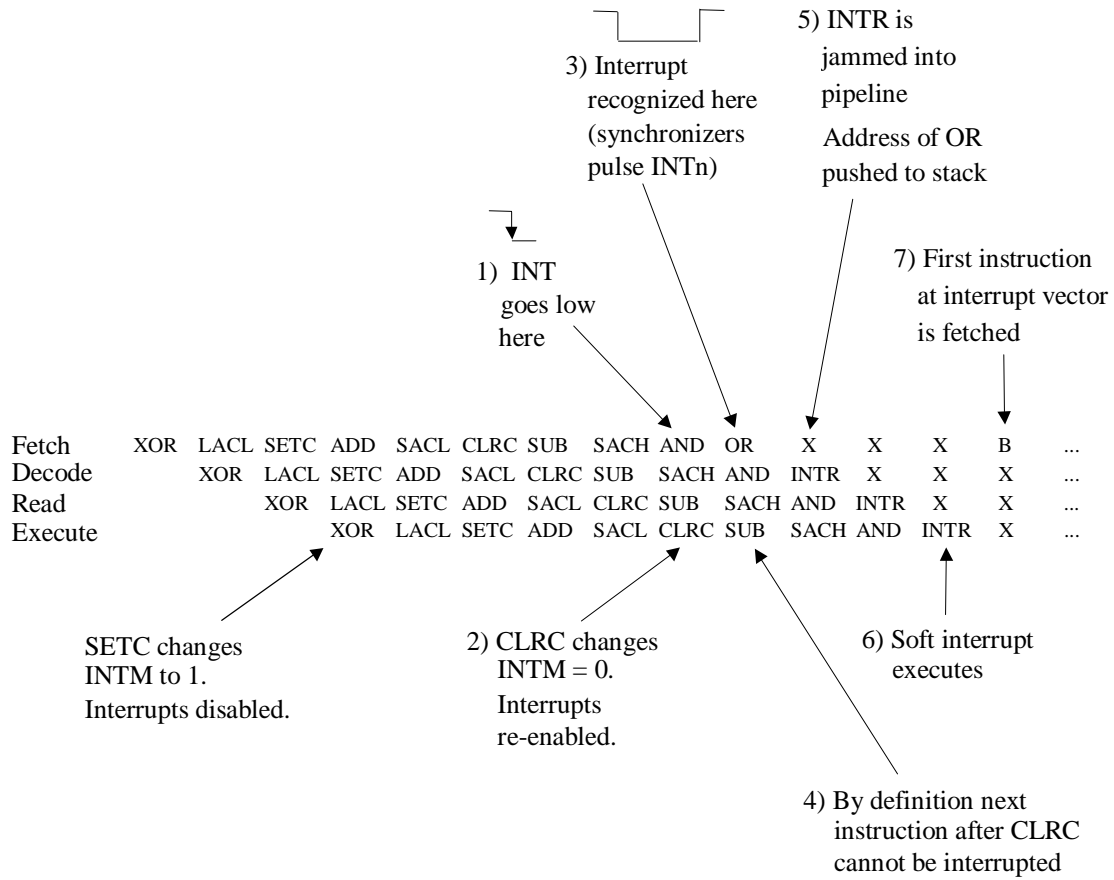 5) INTR is
jammed into
pipeline
Address of OR
pushed to stack
3) Interrupt
recognized here
(synchronizers
pulse INTn)
1) INT
goes low
here
7) First instruction
at interrupt vector
is fetched
Fetch XOR LACL SETC ADD SACL CLRC SUB SACH AND OR X X X B ...
Decode XOR LACL SETC ADD SACL CLRC SUB SACH AND INTR X X X ...
Read XOR LACL SETC ADD SACL CLRC SUB SACH AND INTR X X ...
Execute XOR LACL SETC ADD SACL CLRC SUB SACH AND INTR X ...
SETC changes
INTM to 1.
Interrupts disabled.
2) CLRC changes
INTM = 0.
Interrupts
re-enabled.
6) Soft interrupt
executes
4) By definition next
instruction after CLRC
cannot be interrupted